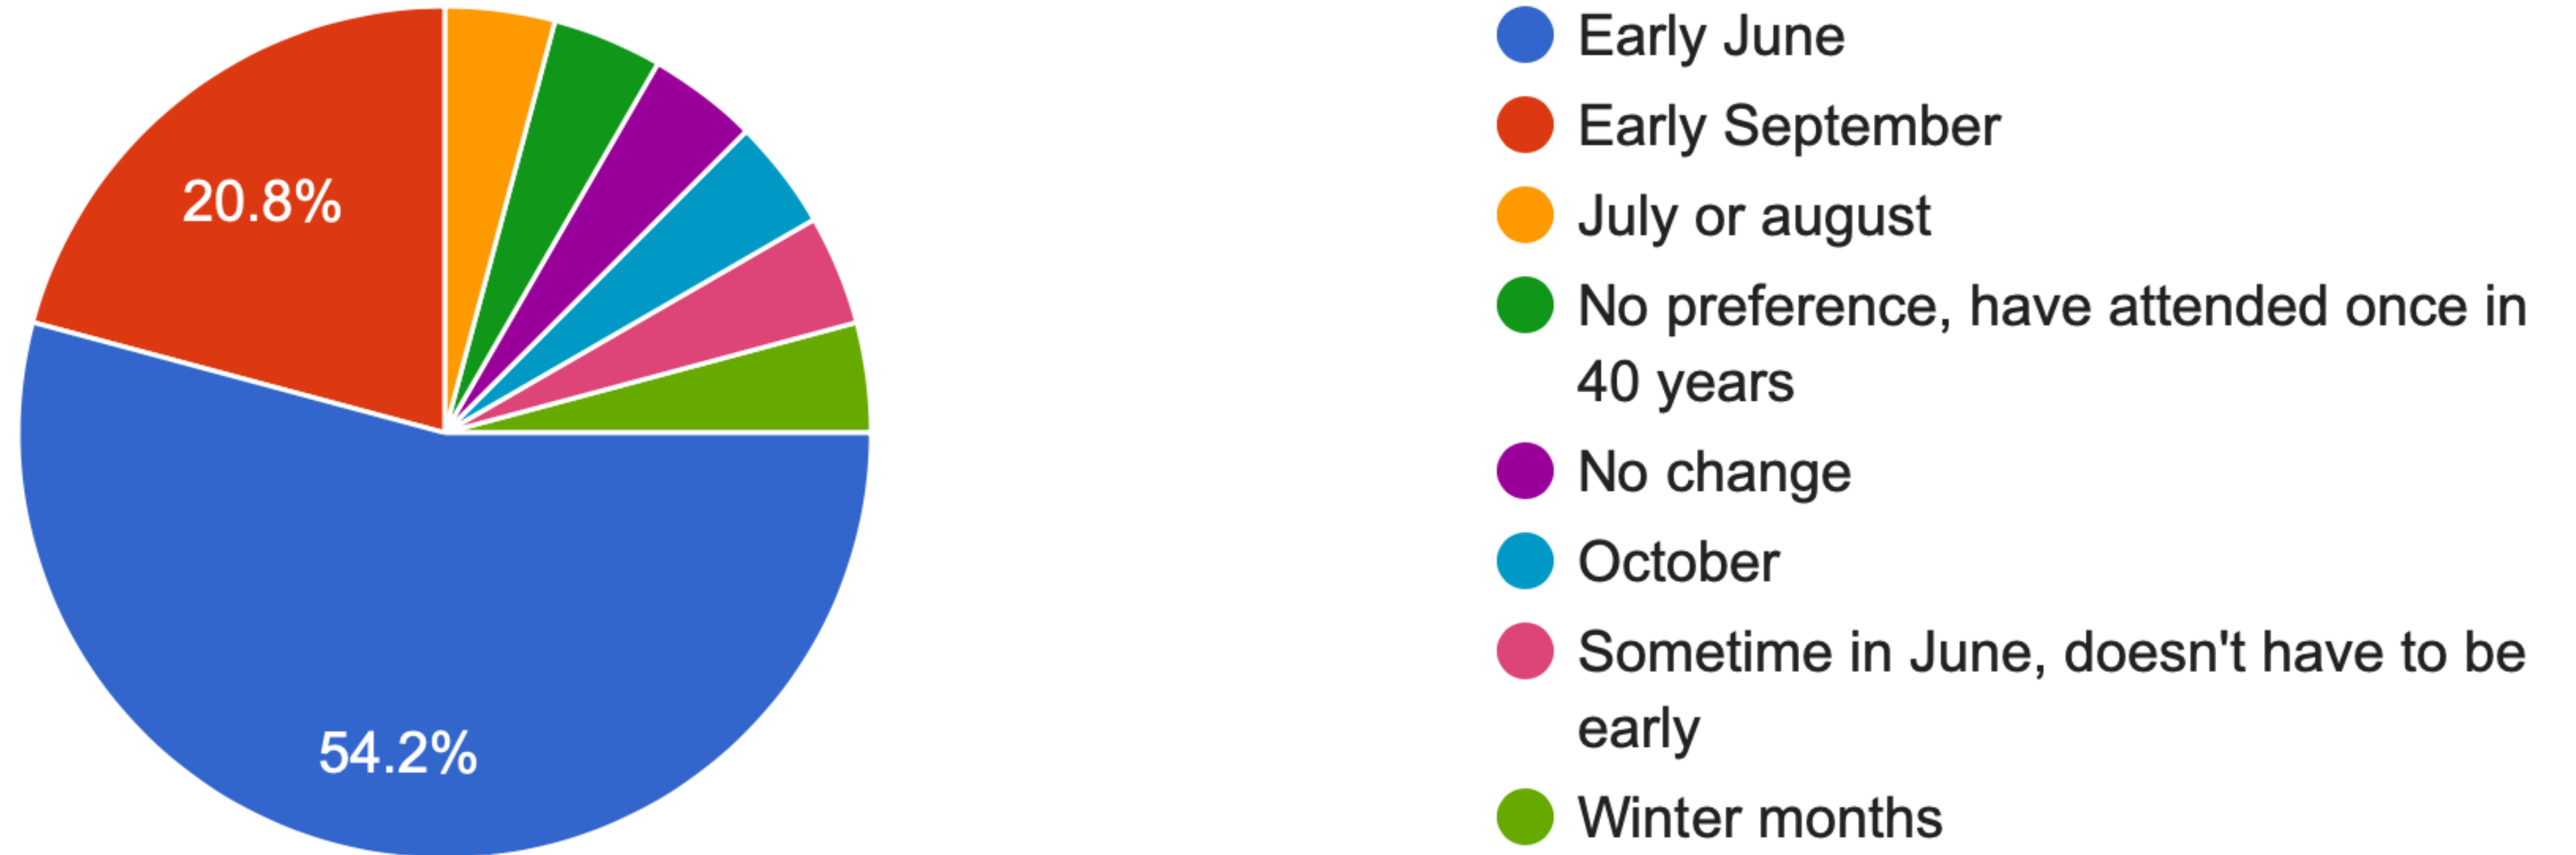 20.8%
54.2%
Early June
Early September
July or august
No preference, have attended once in
40 years
No change
October
Sometime in June, doesn't have to be
early
Winter months